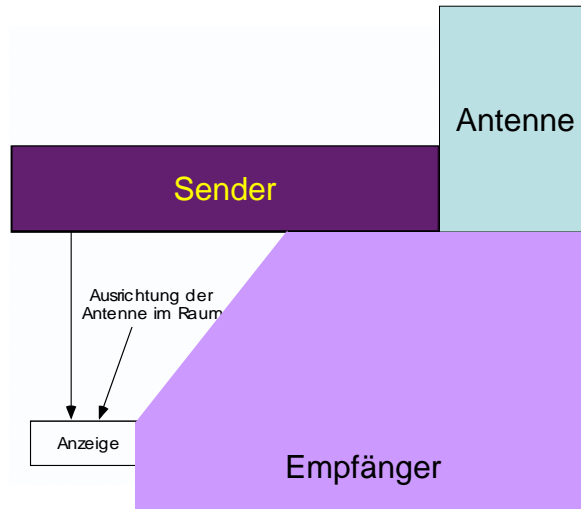 Antenne
Sender
Ausrichtung der
Antenne im Raum
Anzeige
Empfänger